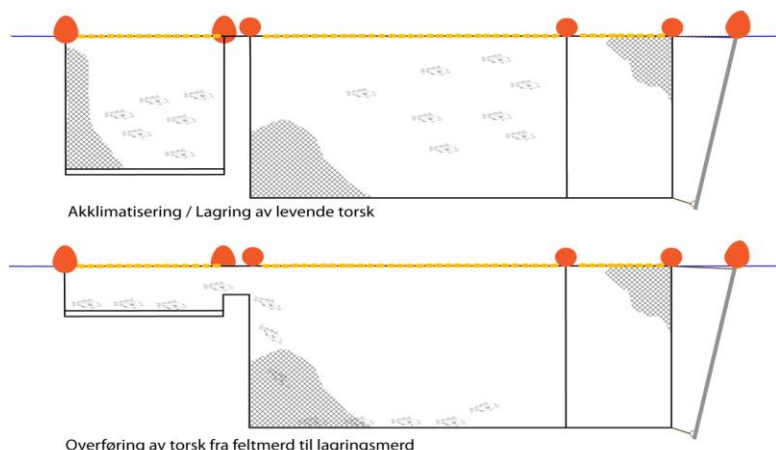 Akklimatisering / Lagring av levende torsk
Overføring av torsk fra feltmerd til lagringsmerd